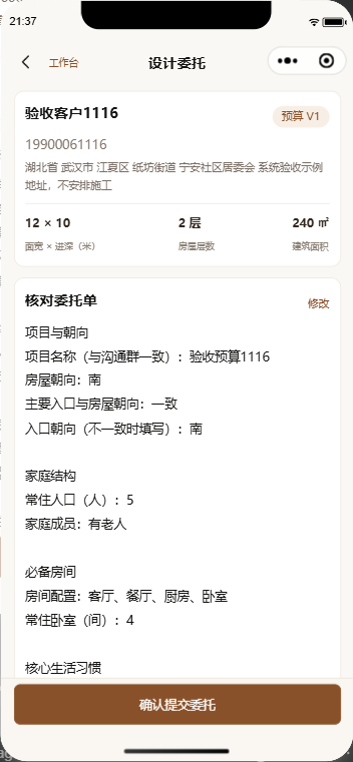 21:37
工作台
设计委托
验收客户1116
预算 V1
19900061116
湖北省 武汉市 江夏区 纸坊街道 宁安社区居委会 系统验收示例
地址，不安排施工
12 × 10
2 层
240 ㎡
面宽 × 进深（米）
房屋层数
建筑面积
核对委托单
修改
项目与朝向
项目名称（与沟通群一致）：验收预算1116
房屋朝向：南
主要入口与房屋朝向：一致
入口朝向（不一致时填写）：南
家庭结构
常住人口（人）：5
家庭成员：有老人
必备房间
房间配置：客厅、餐厅、厨房、卧室
常住卧室（间）：4
核心生活习惯
确认提交委托